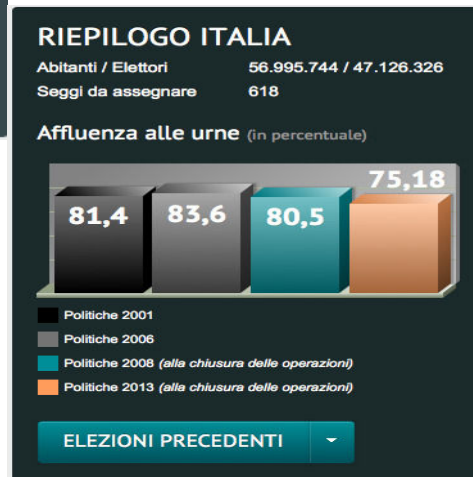 RIEPILOGO ITALIA
Abitanti / Elettori 56.995.744 / 47.126.326
Seggi da assegnare 618
Affluenza alle urne (in percentuale)
81,4 83,6 80,5 75,18
Politiche 2001
Politiche 2006
Politiche 2008 (alla chiusura delle operazioni)
Politiche 2013 (alla chiusura delle operazioni)
ELEZIONI PRECEDENTI